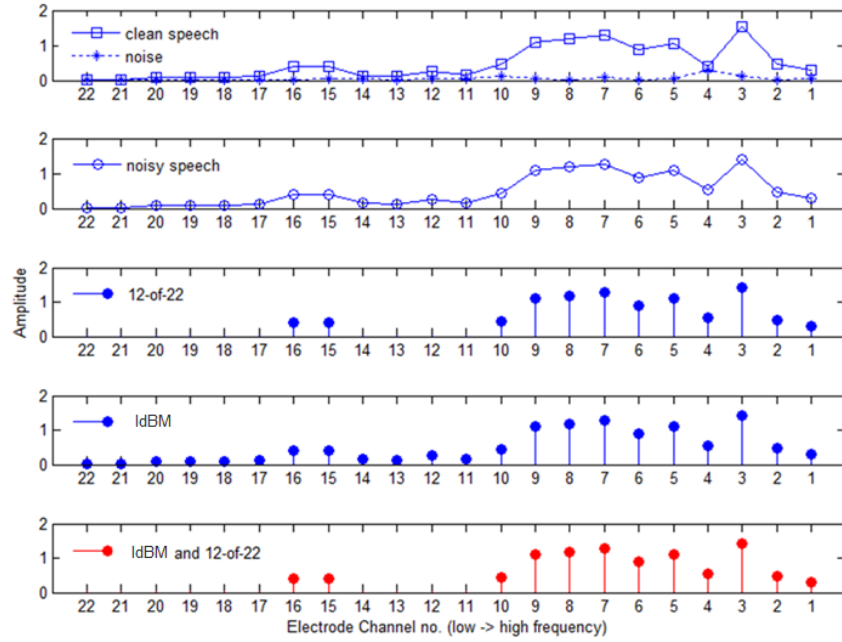 2
clean speech
1
noise
0
22 21 20 19 18 17 16 15 14 13 12 11 10 9 8 7 6 5 4 3 2 1
2
noisy speech
1
0
22 21 20 19 18 17 16 15 14 13 12 11 10 9 8 7 6 5 4 3 2 1
Amplitude
2
12-of-22
1
0
22 21 20 19 18 17 16 15 14 13 12 11 10 9 8 7 6 5 4 3 2 1
2
IdBM
1
0
22 21 20 19 18 17 16 15 14 13 12 11 10 9 8 7 6 5 4 3 2 1
2
IdBM and 12-of-22
1
0
22 21 20 19 18 17 16 15 14 13 12 11 10 9 8 7 6 5 4 3 2 1
Electrode Channel no. (low -> high frequency)